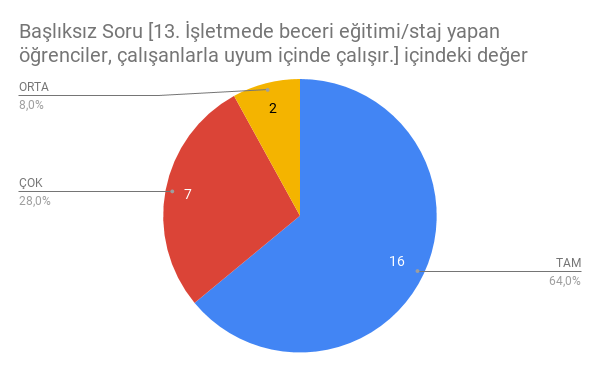 Başlıksız Soru [13. İşletmede beceri eğitimi/staj yapan
öğrenciler, çalışanlarla uyum içinde çalışır.] içindeki değer
ORTA
8,0%
2
ÇOK
28,0%
7
16
TAM
64,0%